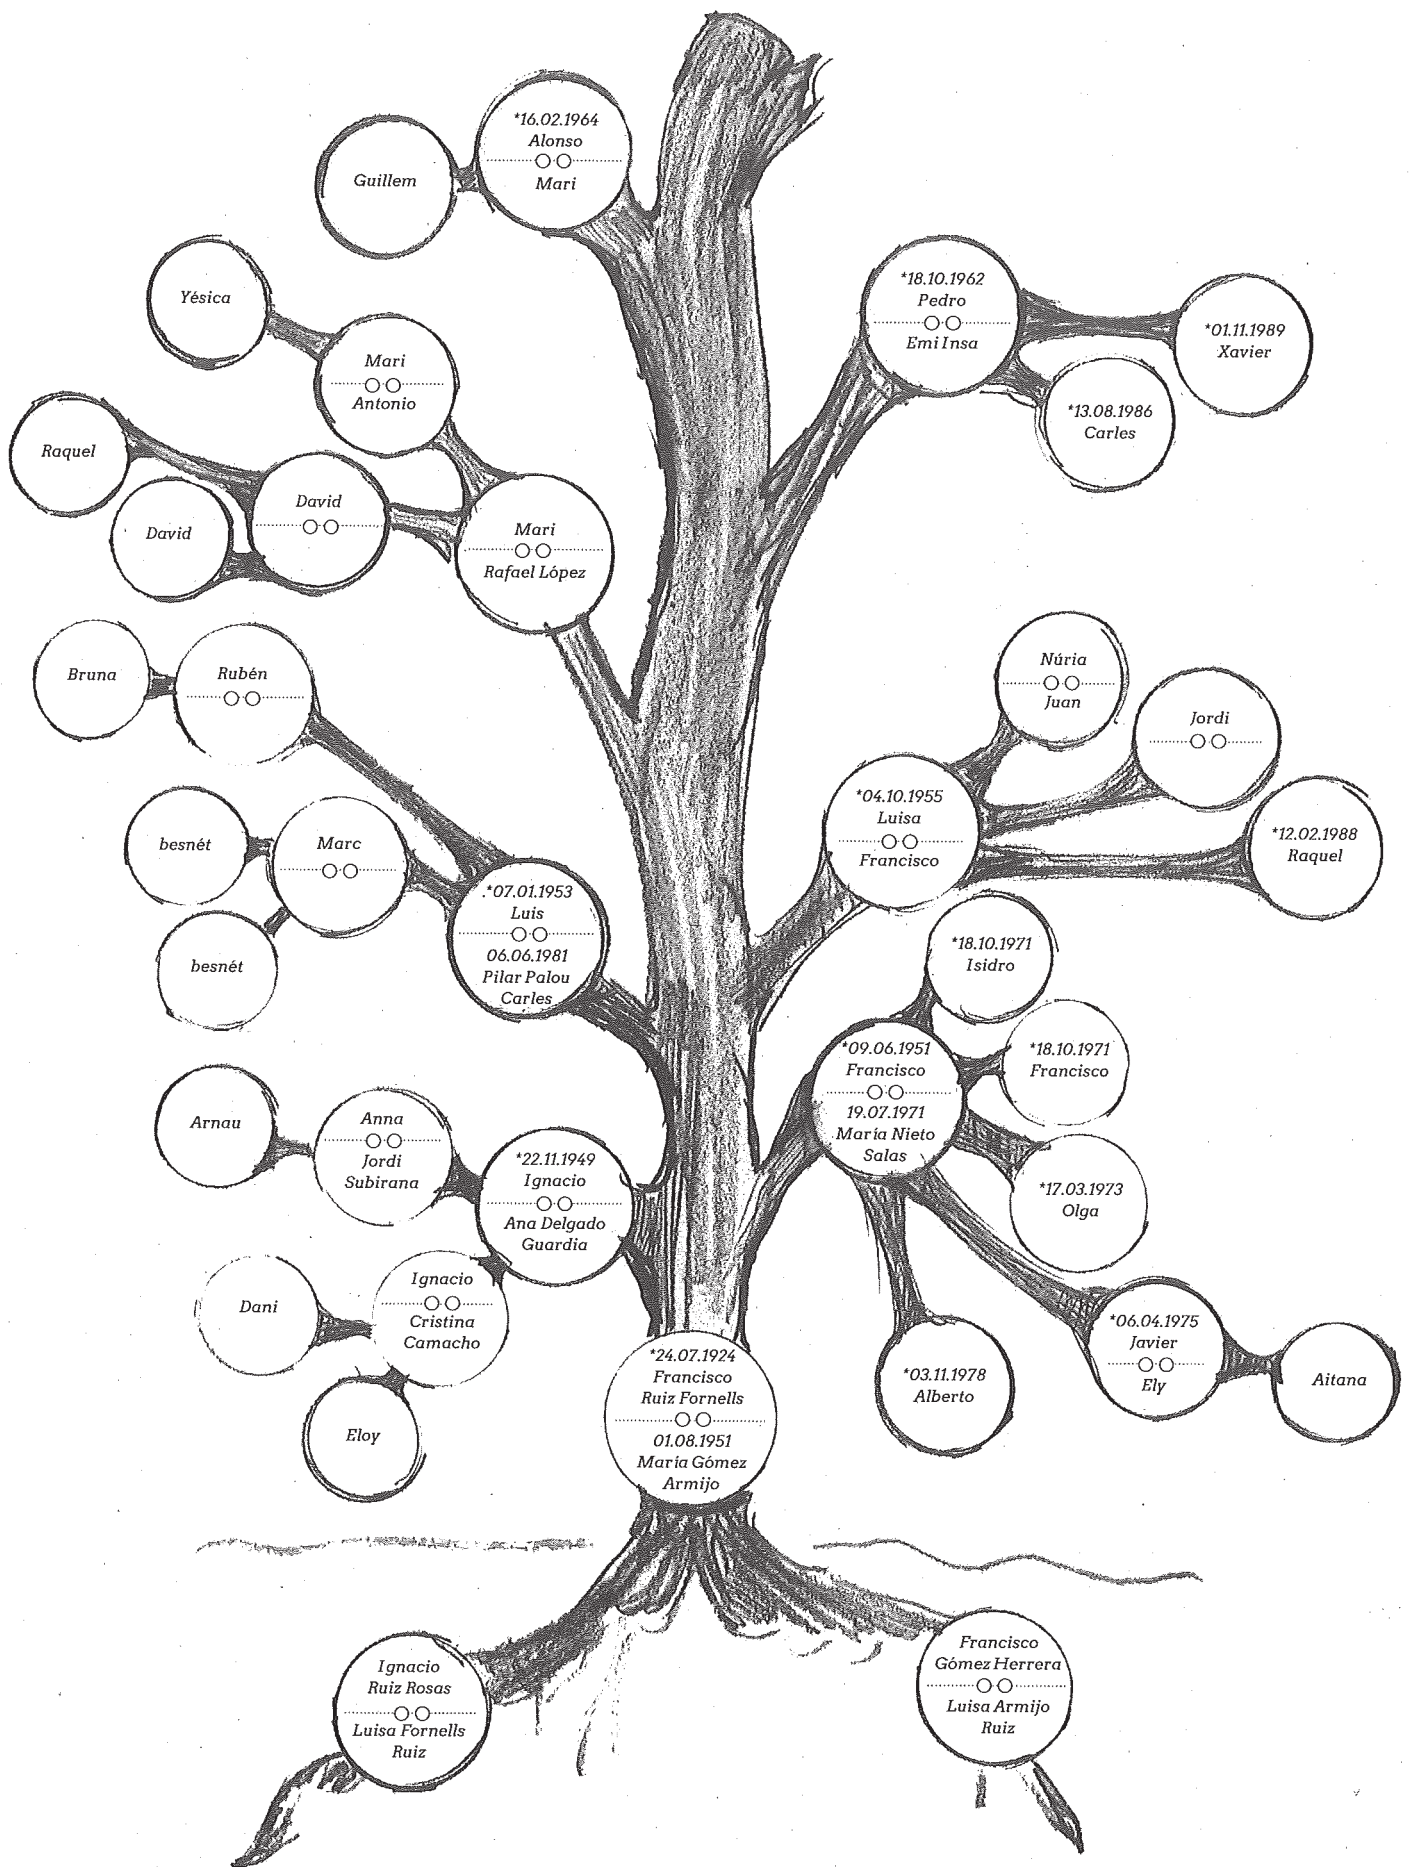 *16.02.1964
Alonso
Mari
Guillem
Yésica
Mari
Antonio
Raquel
David
David
Mari
Rafael López
*18.10.1962
Pedro
Emi Insa
*01.11.1989
Xavier
*13.08.1986
Carles
Bruna
Rubén
besnét
Marc
besnét
.*07.01.1953
Luis
06.06.1981
Pilar Palou
Carles
Núria
Juan
Jordi
*04.10.1955
Luisa
Francisco
*12.02.1988
Raquel
*18.10.1971
Isidro
*18.10.1971
Francisco
*09.06.1951
Francisco
19.07.1971
María Nieto
Salas
*17.03.1973
Olga
Arnau
Anna
Jordi
Subirana
*22.11.1949
Ignacio
Ana Delgado
Guardia
Dani
Ignacio
Cristina
Camacho
Eloy
*03.11.1978
Alberto
*06.04.1975
Javier
Ely
Aitana
*24.07.1924
Francisco
Ruiz Fornells
01.08.1951
María Gómez
Armijo
Ignacio
Ruiz Rosas
Luisa Fornells
Ruiz
Francisco
Gómez Herrera
Luisa Armijo
Ruiz